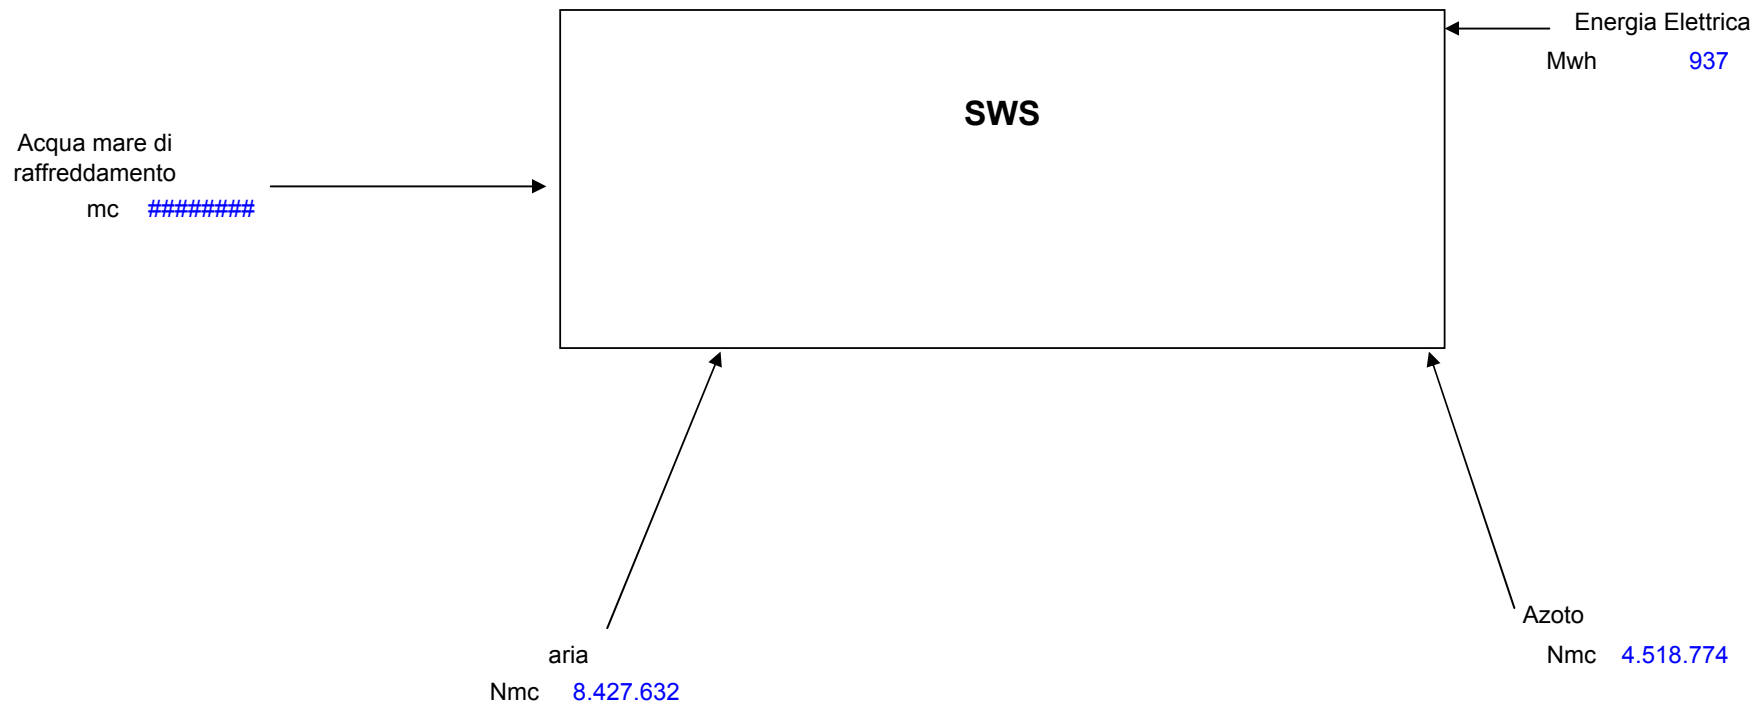 Energia Elettrica
Mwh 937
SWS
Acqua mare di
raffreddamento
mc ########
Azoto
Nmc 4.518.774
aria
Nmc 8.427.632